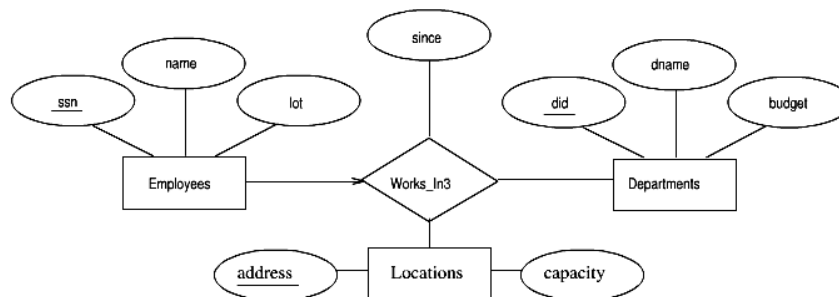 since
name
dname
ssn
lot
did
budget
Employees
Works_In3
Departments
address
Locations
capacity